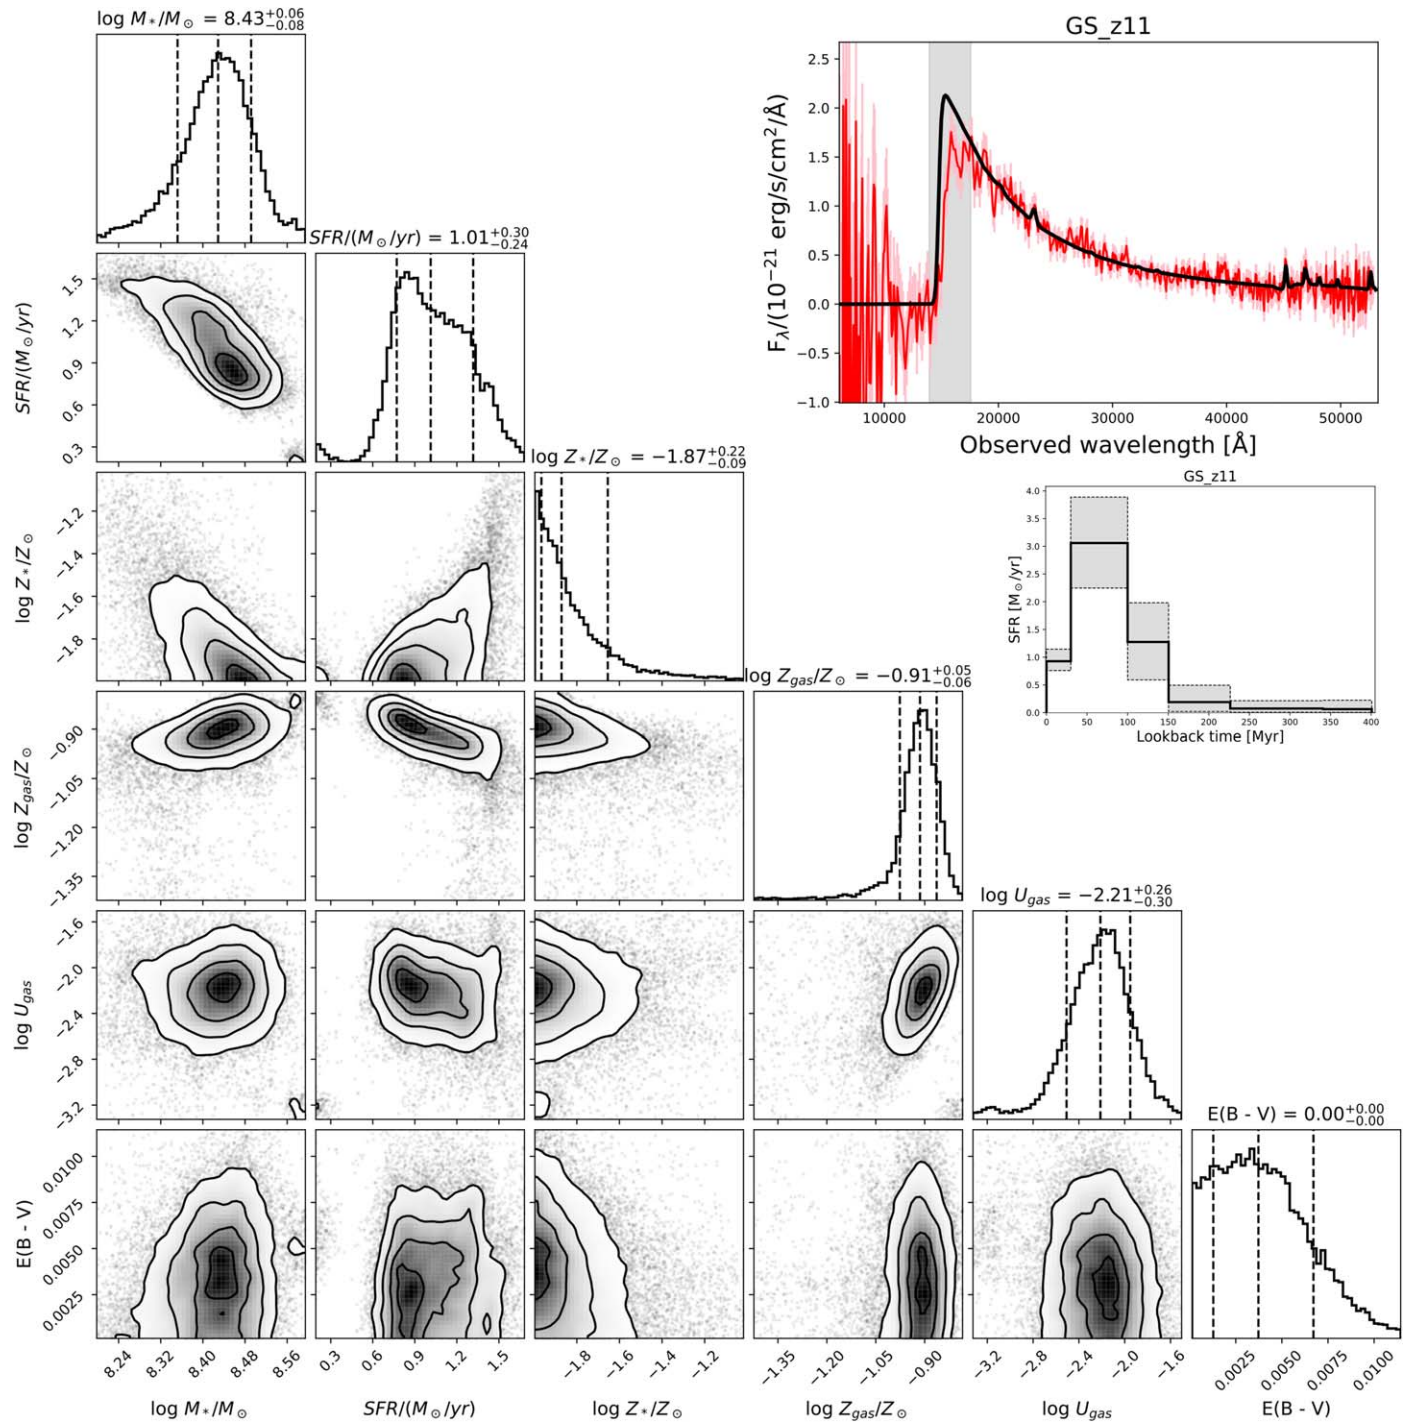 log M*/M⊙ = 8.43+0.06−0.08
GS_z11
2.5
2.0
1.5
1.0
0.5
0.0
−0.5
−1.0
Fλ/(10−21 erg/s/cm2/Å)
10000 20000 30000 40000 50000
Observed wavelength [Å]
SFR/(M⊙/yr) = 1.01+0.30−0.24
1.5
1.2
0.9
0.6
0.3
SFR/(M⊙/yr)
log Z*/Z⊙ = −1.87+0.22−0.09
−1.2
−1.4
−1.6
−1.8
log Z*/Z⊙
GS_z11
4.0
3.5
3.0
2.5
2.0
1.5
1.0
0.5
0.0
SFR [M⊙/yr]
0 50 100 150 200 250 300 350 400
Lookback time [Myr]
log Zgas/Z⊙ = −0.91+0.05−0.06
−0.90
−1.05
−1.20
−1.35
log Zgas/Z⊙
log Ugas = −2.21+0.26−0.30
−1.6
−2.0
−2.4
−2.8
−3.2
log Ugas
E(B - V) = 0.00+0.00−0.00
0.0100
0.0075
0.0050
0.0025
E(B - V)
8.24 8.32 8.40 8.48 8.56 0.3 0.6 0.9 1.2 1.5 −1.8 −1.6 −1.4 −1.2 −1.35 −1.20 −1.05 −0.90 −3.2 −2.8 −2.4 −2.0 −1.6 0.0025 0.0050 0.0075 0.0100
log M*/M⊙ SFR/(M⊙/yr) log Z*/Z⊙ log Zgas/Z⊙ log Ugas E(B - V)